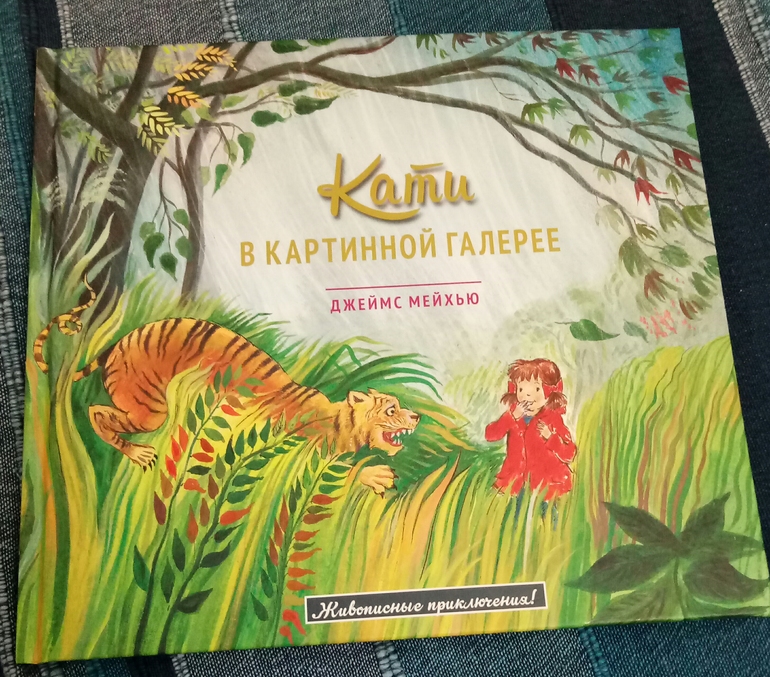 Кати
В КАРТИННОЙ ГАЛЕРЕЕ
ДЖЕЙМС МЕЙХЬЮ
Живописные приключения!